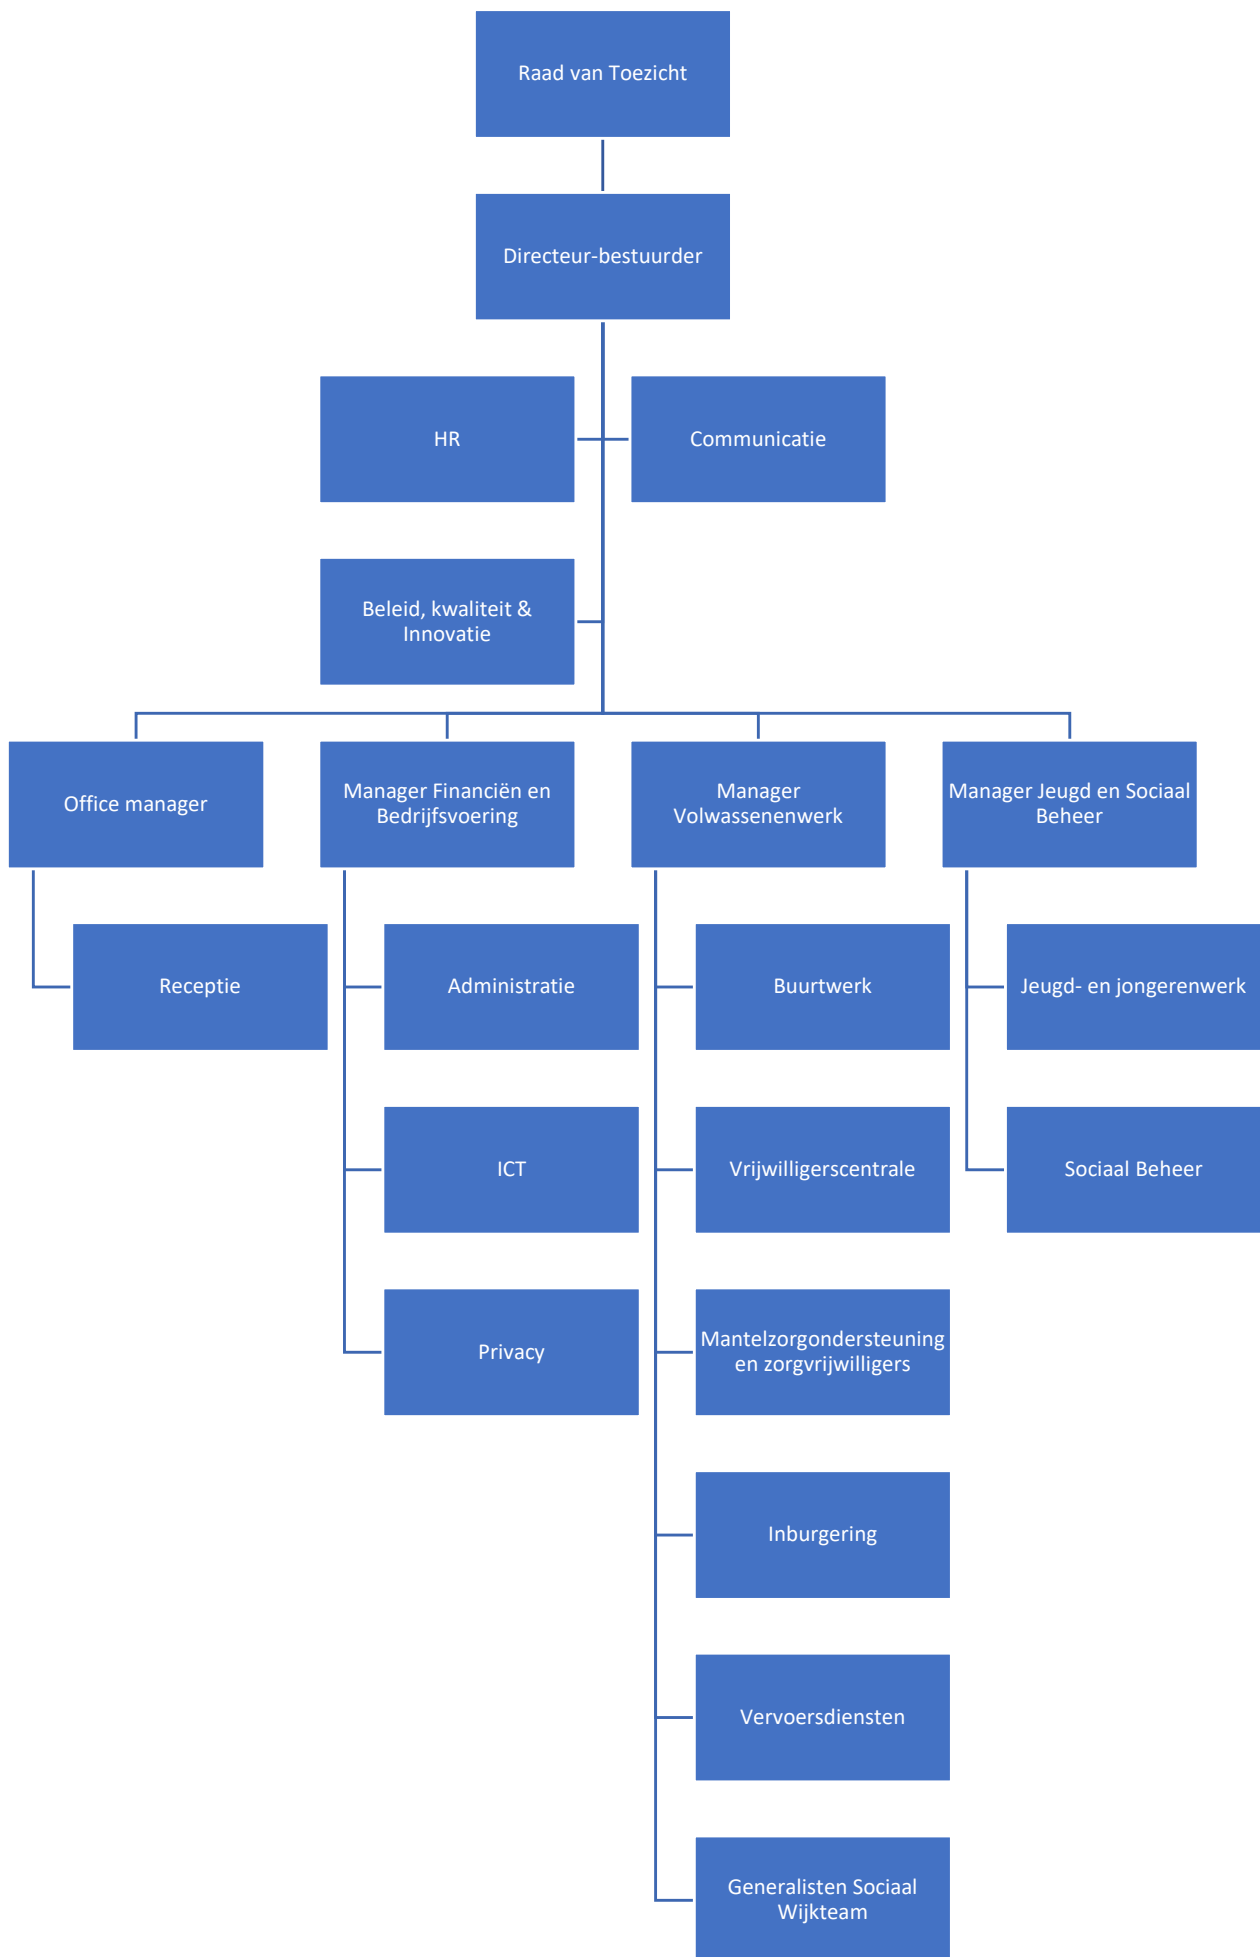 Raad van Toezicht
Directeur-bestuurder
HR
Communicatie
Beleid, kwaliteit &
Innovatie
Office manager
Manager Financiën en
Bedrijfsvoering
Manager
Volwassenenwerk
Manager Jeugd en Sociaal
Beheer
Receptie
Administratie
Buurtwerk
Jeugd- en jongerenwerk
ICT
Vrijwilligerscentrale
Sociaal Beheer
Privacy
Mantelzorgondersteuning
en zorgvrijwilligers
Inburgering
Vervoersdiensten
Generalisten Sociaal
Wijkteam